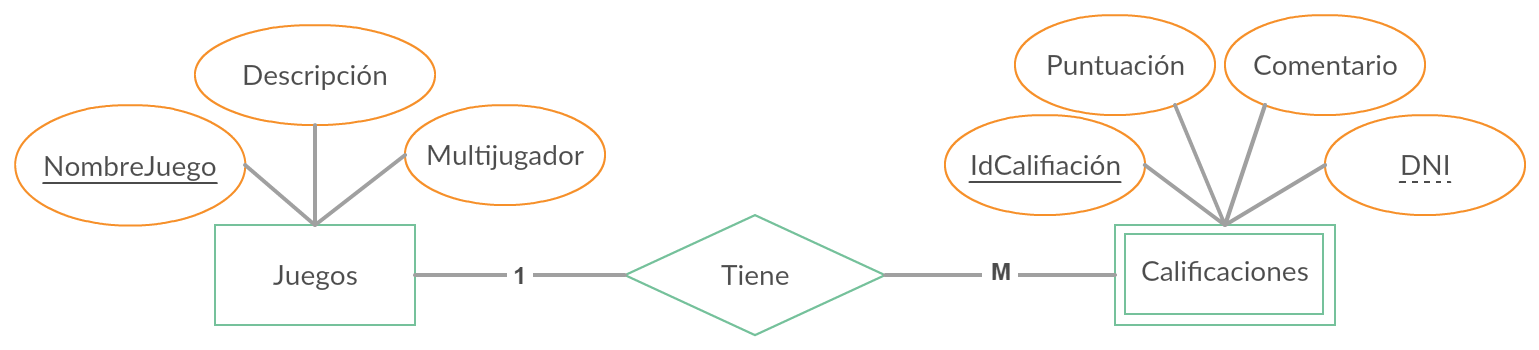 Descripción
NombreJuego
Multijugador
Juegos
1
Tiene
M
Puntuación
Comentario
IdCalifiación
DNI
Calificaciones